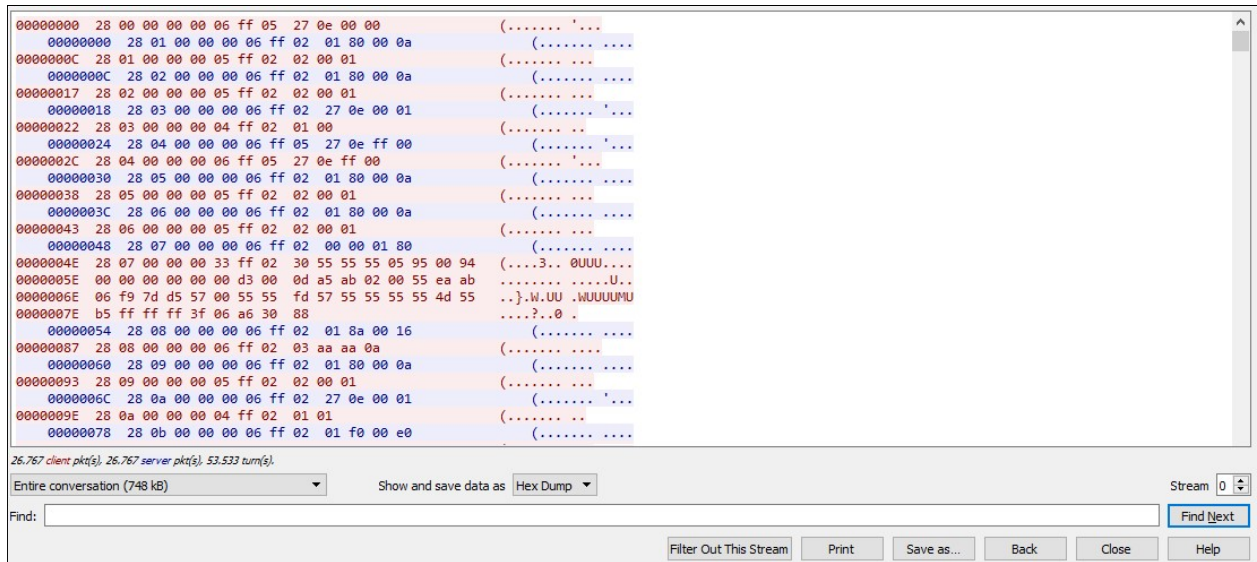 00000000 28 00 00 00 00 06 ff 05 27 0e 00 00 (....... '...
00000000 28 01 00 00 00 06 ff 02 01 80 00 0a (....... ....
0000000C 28 01 00 00 00 05 ff 02 02 00 01 (....... ...
0000000C 28 02 00 00 00 06 ff 02 01 80 00 0a (....... ....
00000017 28 02 00 00 00 05 ff 02 02 00 01 (....... ...
00000018 28 03 00 00 00 06 ff 02 27 0e 00 01 (....... '...
00000022 28 03 00 00 00 04 ff 02 01 00 (....... ..
00000024 28 04 00 00 00 06 ff 05 27 0e ff 00 (....... '...
0000002C 28 04 00 00 00 06 ff 05 27 0e ff 00 (....... '...
00000030 28 05 00 00 00 06 ff 02 01 80 00 0a (....... ....
00000038 28 05 00 00 00 05 ff 02 02 00 01 (....... ...
0000003C 28 06 00 00 00 06 ff 02 01 80 00 0a (....... ....
00000043 28 06 00 00 00 05 ff 02 02 00 01 (....... ...
00000048 28 07 00 00 00 06 ff 02 00 00 01 80 (....... ....
0000004E 28 07 00 00 00 33 ff 02 30 55 55 55 05 95 00 94 (....3.. 0UUU....
0000005E 00 00 00 00 00 00 d3 00 0d a5 ab 02 00 55 ea ab ........ .....U..
0000006E 06 f9 7d d5 57 00 55 55 fd 57 55 55 55 55 4d 55 ..}.W.UU .WUUUUMU
0000007E b5 ff ff ff 3f 06 a6 30 88 ....?..0 .
00000054 28 08 00 00 00 06 ff 02 01 8a 00 16 (....... ....
00000087 28 08 00 00 00 06 ff 02 03 aa aa 0a (....... ....
00000060 28 09 00 00 00 06 ff 02 01 80 00 0a (....... ....
00000093 28 09 00 00 00 05 ff 02 02 00 01 (....... ...
0000006C 28 0a 00 00 00 06 ff 02 27 0e 00 01 (....... '...
0000009E 28 0a 00 00 00 04 ff 02 01 01 (....... ..
00000078 28 0b 00 00 00 06 ff 02 01 f0 00 e0 (....... ....
26.767 client pkt(s), 26.767 server pkt(s), 53.533 turn(s).
Entire conversation (748 kB) Show and save data as Hex Dump Stream 0
Find: Find Next
Filter Out This Stream Print Save as... Back Close Help